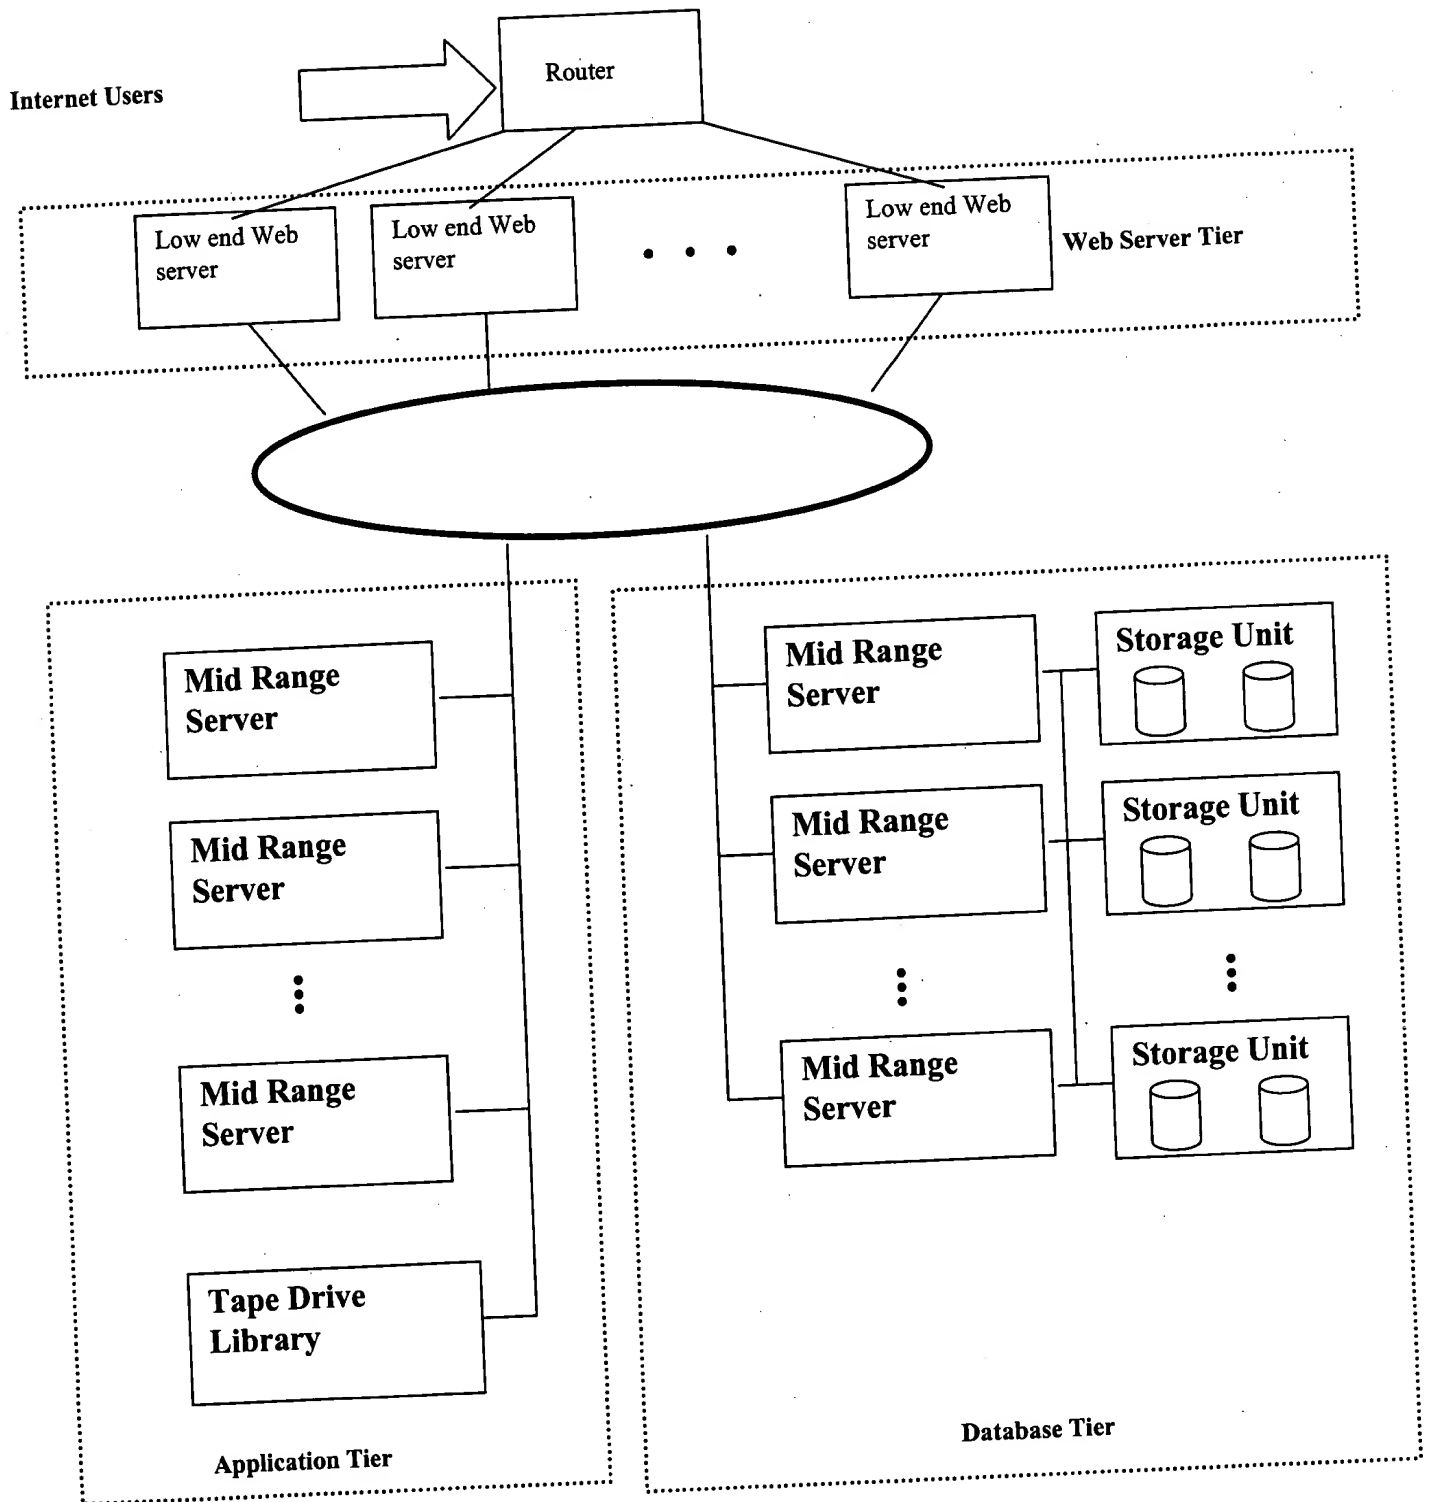 Internet Users
Router
Low end Web
server
Low end Web
server
Low end Web
server
Web Server Tier
Mid Range
Server
Mid Range
Server
Mid Range
Server
Tape Drive
Library
Application Tier
Mid Range
Server
Storage Unit
Mid Range
Server
Storage Unit
Mid Range
Server
Storage Unit
Database Tier